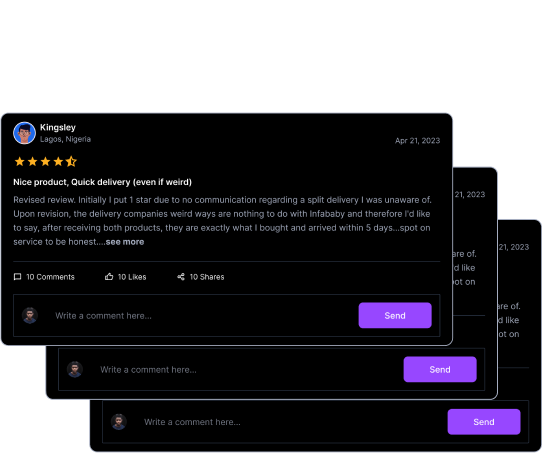 Kingsley
Lagos, Nigeria
Apr 21, 2023
Nice product, Quick delivery (even if weird)
Revised review. Initially I put 1 star due to no communication regarding a split delivery I was unaware of.
Upon revision, the delivery companies weird ways are nothing to do with Infababy and therefore I'd like
to say, after receiving both products, they are exactly what I bought and arrived within 5 days...spot on
service to be honest....see more
10 Comments
10 Likes
10 Shares
Write a comment here...
Send
21, 2023
are of.
'd like
ot on
Write a comment here...
Send
21, 2023
are of.
d like
ot on
Write a comment here...
Send